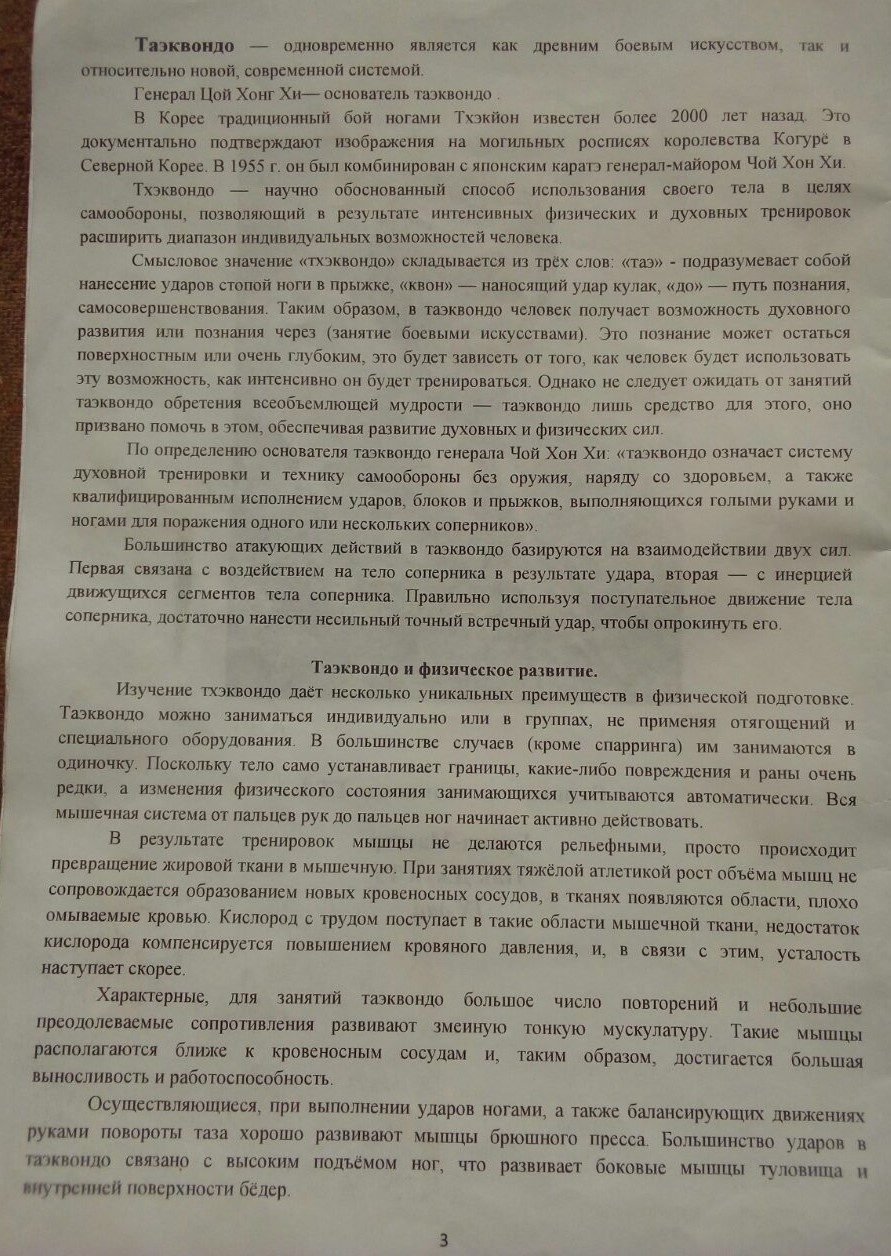 Таэквондо — одновременно является как древним боевым искусством, так и
относительно новой, современной системой.
Генерал Цой Хонг Хи— основатель таэквондо .
В Корее традиционный бой ногами Тхэкйон известен более 2000 лет назад. Это
документально подтверждают изображения на могильных росписях королевства Когурё в
Северной Корее. В 1955 г. он был комбинирован с японским каратэ генерал-майором Чой Хон Хи.
Тхэквондо — научно обоснованный способ использования своего тела в целях
самообороны, позволяющий в результате интенсивных физических и духовных тренировок
расширить диапазон индивидуальных возможностей человека.
Смысловое значение «тхэквондо» складывается из трёх слов: «таэ» - подразумевает собой
нанесение ударов стопой ноги в прыжке, «квон» — наносящий удар кулак, «до» — путь познания,
самосовершенствования. Таким образом, в таэквондо человек получает возможность духовного
развития или познания через (занятие боевыми искусствами). Это познание может остаться
поверхностным или очень глубоким, это будет зависеть от того, как человек будет использовать
эту возможность, как интенсивно он будет тренироваться. Однако не следует ожидать от занятий
таэквондо обретения всеобъемлющей мудрости — таэквондо лишь средство для этого, оно
призвано помочь в этом, обеспечивая развитие духовных и физических сил.
По определению основателя таэквондо генерала Чой Хон Хи: «таэквондо означает систему
духовной тренировки и технику самообороны без оружия, наряду со здоровьем, а также
квалифицированным исполнением ударов, блоков и прыжков, выполняющихся голыми руками и
ногами для поражения одного или нескольких соперников».
Большинство атакующих действий в таэквондо базируются на взаимодействии двух сил.
Первая связана с воздействием на тело соперника в результате удара, вторая — с инерцией
движущихся сегментов тела соперника. Правильно используя поступательное движение тела
соперника, достаточно нанести несильный точный встречный удар, чтобы опрокинуть его.
Таэквондо и физическое развитие.
Изучение тхэквондо даёт несколько уникальных преимуществ в физической подготовке.
Таэквондо можно заниматься индивидуально или в группах, не применяя отягощений и
специального оборудования. В большинстве случаев (кроме спарринга) им занимаются в
одиночку. Поскольку тело само устанавливает границы, какие-либо повреждения и раны очень
редки, а изменения физического состояния занимающихся учитываются автоматически. Вся
мышечная система от пальцев рук до пальцев ног начинает активно действовать.
В результате тренировок мышцы не делаются рельефными, просто происходит
превращение жировой ткани в мышечную. При занятиях тяжёлой атлетикой рост объёма мышц не
сопровождается образованием новых кровеносных сосудов, в тканях появляются области, плохо
омываемые кровью. Кислород с трудом поступает в такие области мышечной ткани, недостаток
кислорода компенсируется повышением кровяного давления, и, в связи с этим, усталость
наступает скорее.
Характерные, для занятий таэквондо большое число повторений и небольшие
преодолеваемые сопротивления развивают змеиную тонкую мускулатуру. Такие мышцы
располагаются ближе к кровеносным сосудам и, таким образом, достигается большая
выносливость и работоспособность.
Осуществляющиеся, при выполнении ударов ногами, а также балансирующих движениях
руками повороты таза хорошо развивают мышцы брюшного пресса. Большинство ударов в
таэквондо связано с высоким подъёмом ног, что развивает боковые мышцы туловища и
внутренней поверхности бёдер.
3